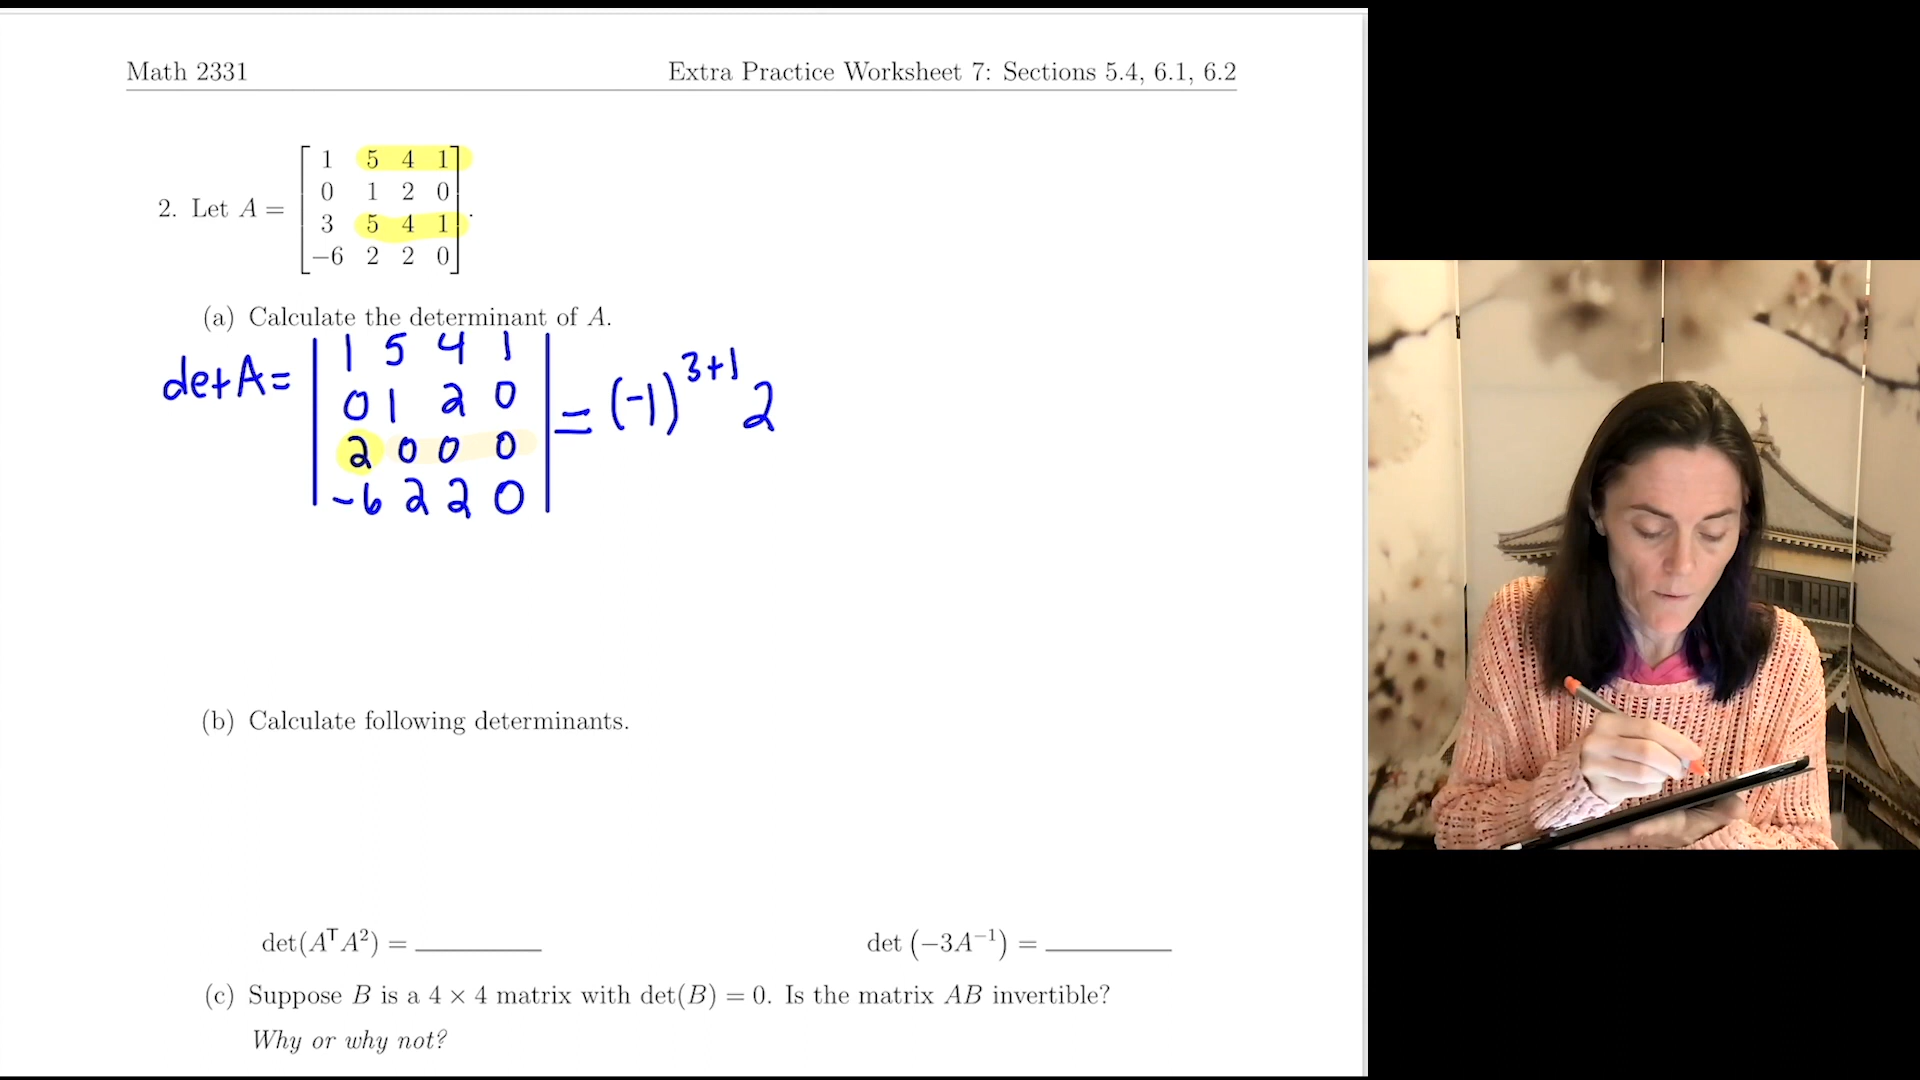 Math 2331 Extra Practice Worksheet 7: Sections 5.4, 6.1, 6.2
2. Let A = [
1 5 4 1
0 1 2 0
3 5 4 1
−6 2 2 0
].
(a) Calculate the determinant of A.
det A = |
1 5 4 1
0 1 2 0
2 0 0 0
-6 2 2 0
| = (-1)^{3+1} 2
(b) Calculate following determinants.
det(AᵀA²) = ________ det (−3A⁻¹) = ________
(c) Suppose B is a 4 × 4 matrix with det(B) = 0. Is the matrix AB invertible?
Why or why not?